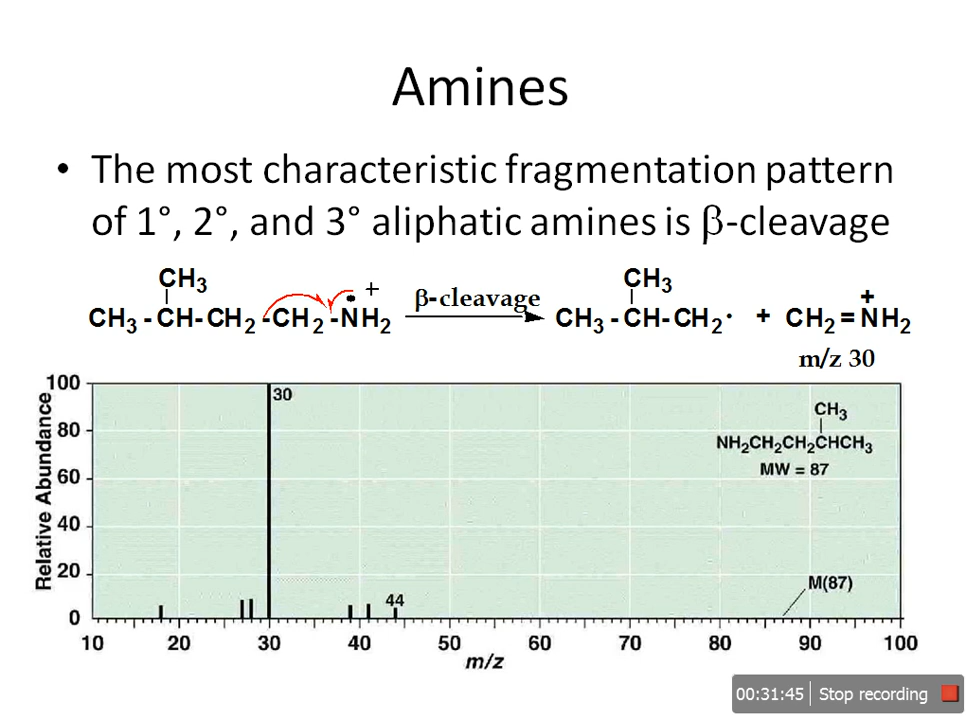 Amines
• The most characteristic fragmentation pattern
of 1°, 2°, and 3° aliphatic amines is β-cleavage
CH3
CH3-CH-CH2-CH2-NH2
+
β-cleavage
CH3
CH3-CH-CH2· + CH2=NH2
+
m/z 30
Relative Abundance
100
80
60
40
20
0
30
44
CH3
NH2CH2CH2CHCH3
MW = 87
M(87)
10 20 30 40 50 60 70 80 90 100
m/z
00:31:45 Stop recording